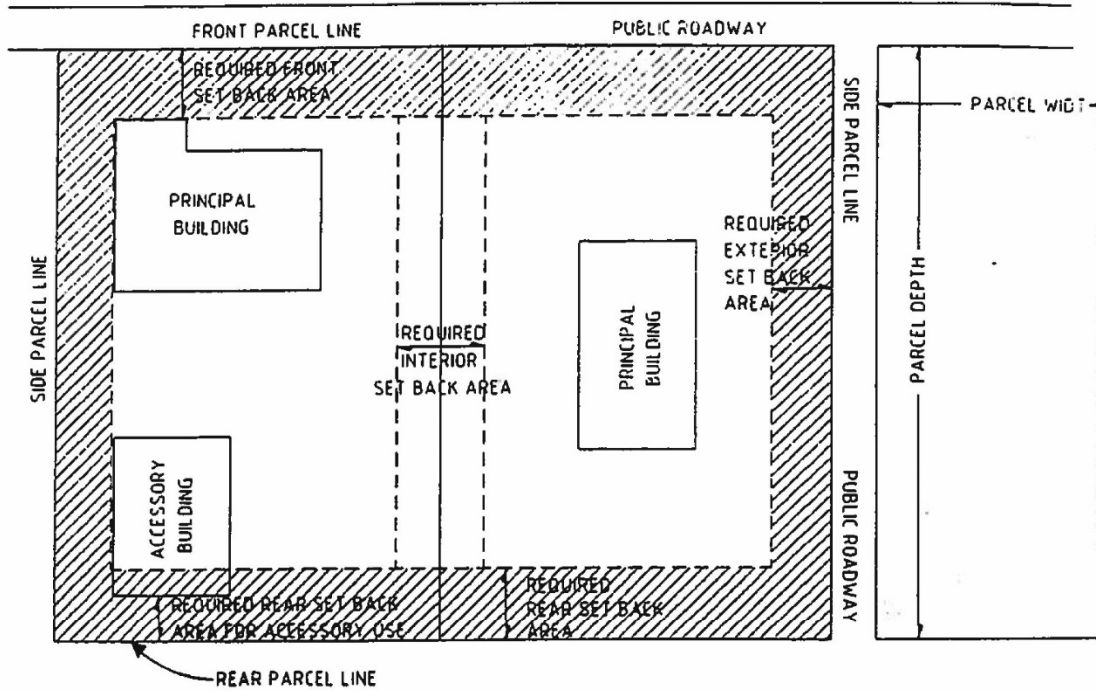 FRONT PARCEL LINE
PUBLIC ROADWAY
REQUIRED FRONT
SET BACK AREA
PARCEL WIDT
SIDE PARCEL LINE
PRINCIPAL
BUILDING
REQUIRED
EXTERIOR
SET BACK
AREA
SIDE PARCEL LINE
REQUIRED
INTERIOR
SET BACK AREA
PRINCIPAL
BUILDING
PARCEL DEPTH
ACCESSORY
BUILDING
PUBLIC ROADWAY
REQUIRED REAR SET BACK
AREA FOR ACCESSORY USE
REQUIRED
REAR SET BACK
AREA
REAR PARCEL LINE